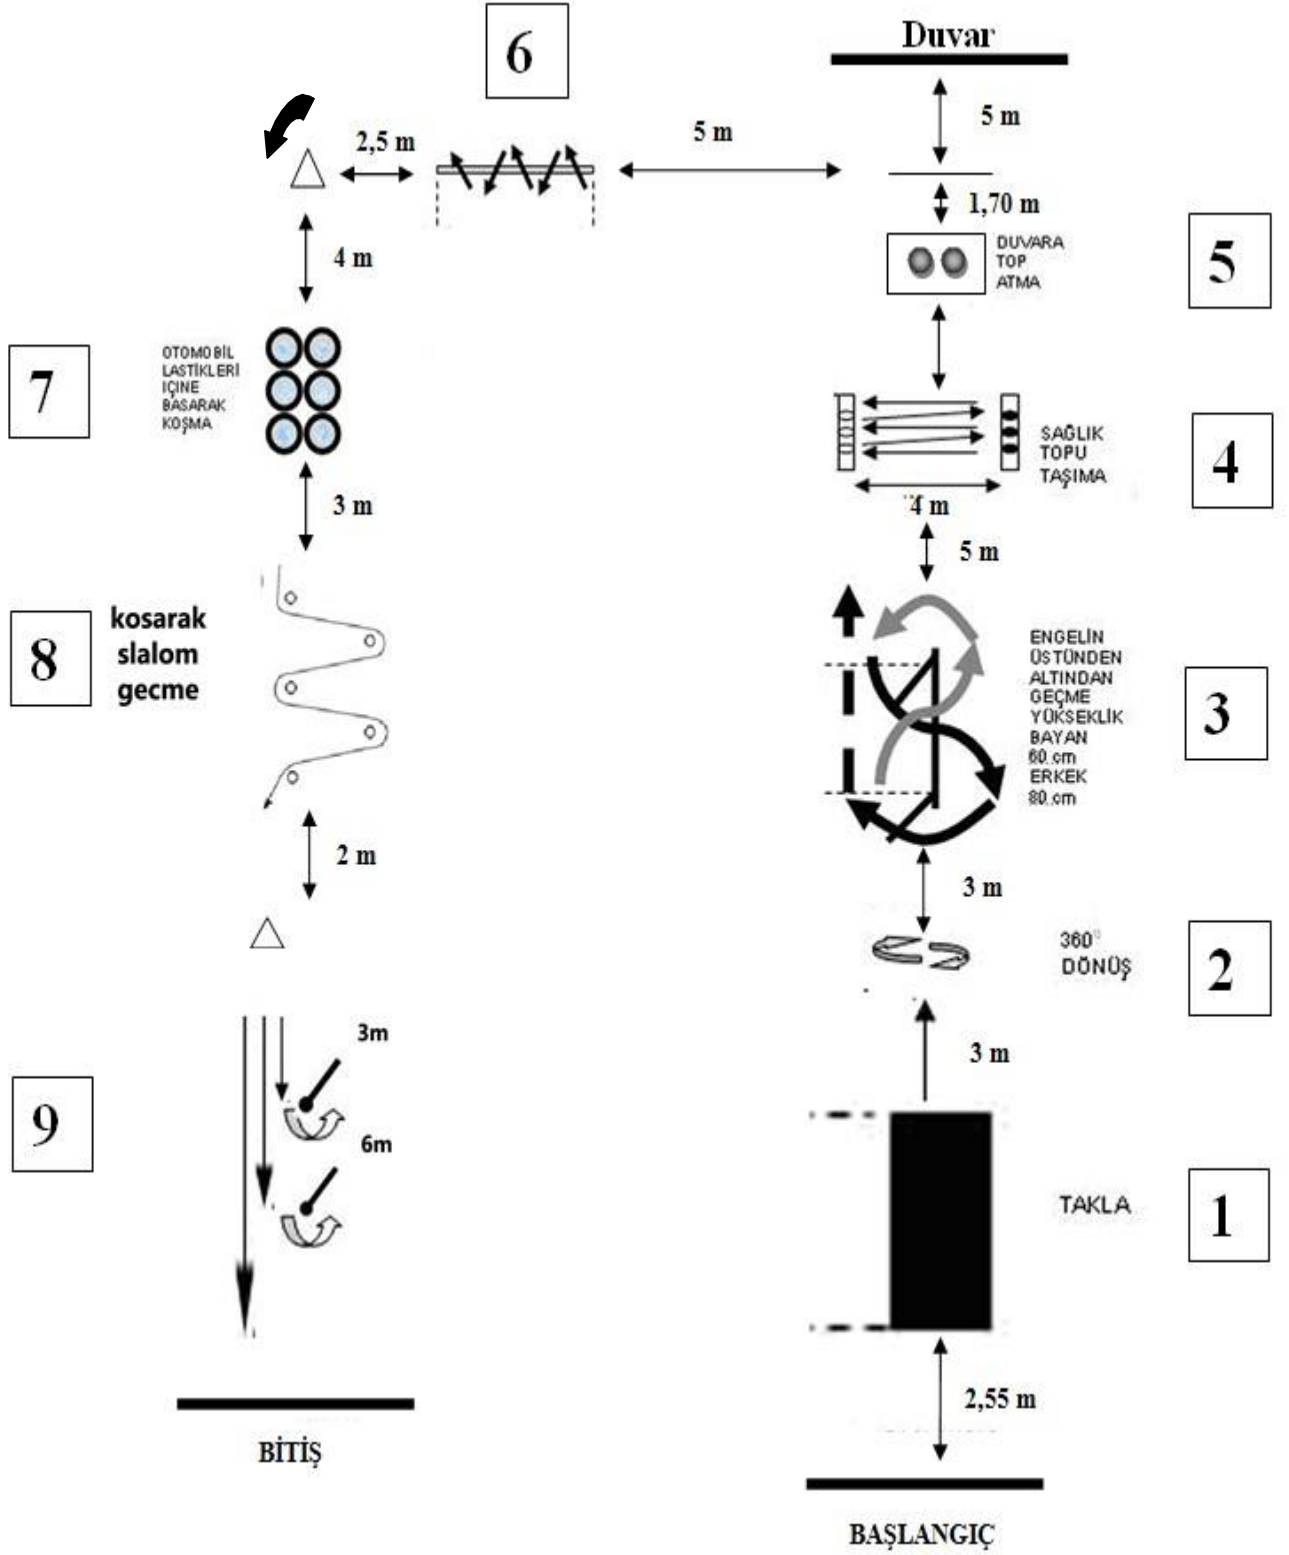 6
Duvar
5 m
2,5 m
5 m
1,70 m
DUVARA
TOP
ATMA
5
4 m
7
OTOMOBİL
LASTİKLERİ
IÇINE
BASARAK
KOŞMA
SAĞLIK
TOPU
TAŞIMA
4
4 m
3 m
5 m
8
kosarak
slalom
gecme
ENGELİN
ÜSTÜNDEN
ALTINDAN
GEÇME
YÜKSEKLİK
BAYAN
60.cm
ERKEK
80.cm
3
2 m
3 m
360°
DÖNÜŞ
2
3m
3 m
9
6m
TAKLA
1
2,55 m
BİTİŞ
BAŞLANGIÇ